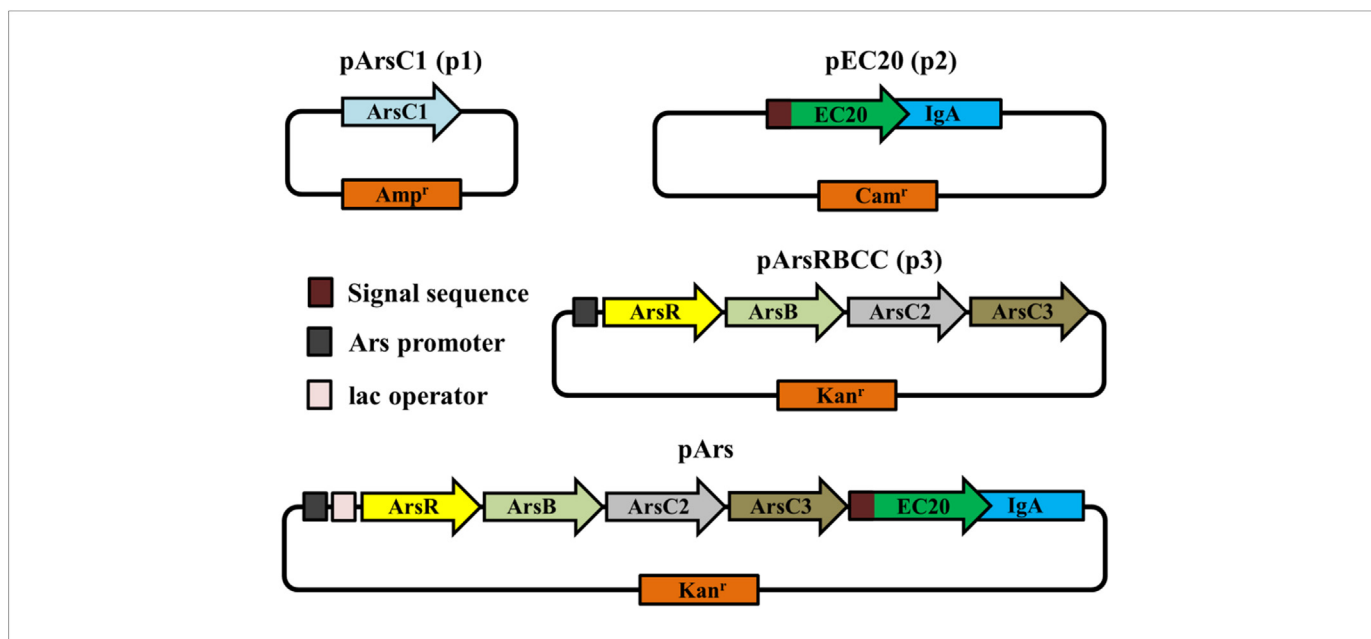 pArsC1 (p1)
ArsC1
Ampʳ
pEC20 (p2)
EC20 IgA
Camʳ
pArsRBCC (p3)
ArsR ArsB ArsC2 ArsC3
Kanʳ
Signal sequence
Ars promoter
lac operator
pArs
ArsR ArsB ArsC2 ArsC3 EC20 IgA
Kanʳ